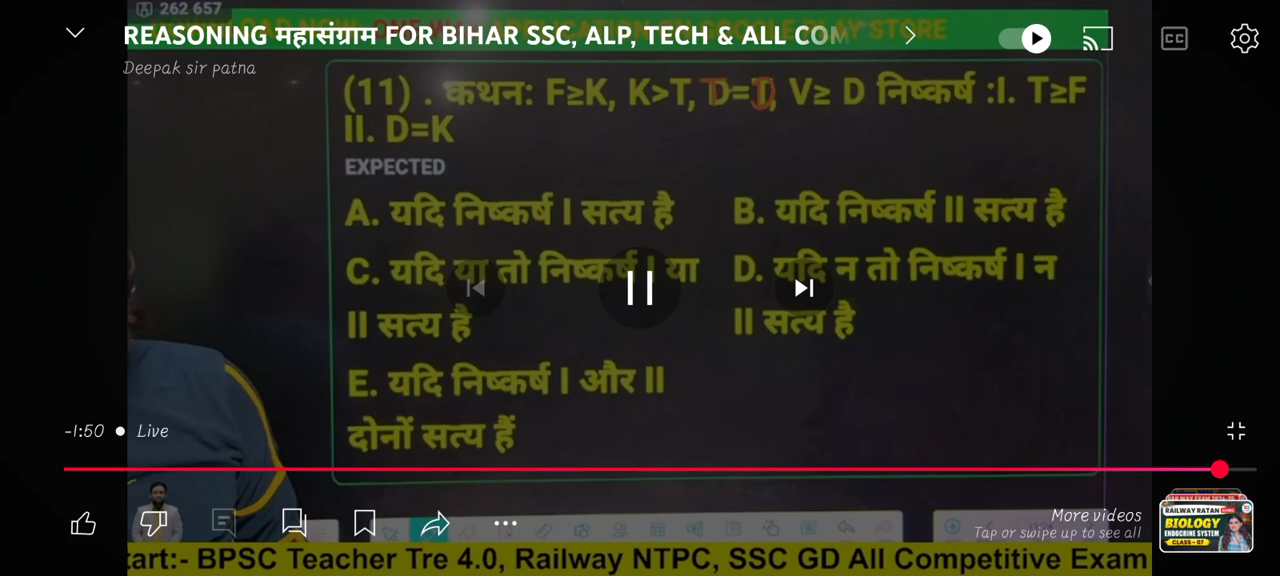 262 657
REASONING महासंग्राम FOR BIHAR SSC, ALP, TECH & ALL COM
Deepak sir patna
(11) . कथन: F≥K, K>T, D=T, V≥ D निष्कर्ष :I. T≥F
II. D=K
EXPECTED
A. यदि निष्कर्ष I सत्य है
B. यदि निष्कर्ष II सत्य है
C. यदि या तो निष्कर्ष I या
II सत्य है
D. यदि न तो निष्कर्ष I न
II सत्य है
E. यदि निष्कर्ष I और II
दोनों सत्य हैं
-1:50 Live
More videos
Tap or swipe up to see all
RAILWAY RATAN
BIOLOGY
ENDOCRINE SYSTEM
CLASS - 07
tart:- BPSC Teacher Tre 4.0, Railway NTPC, SSC GD All Competitive Exam